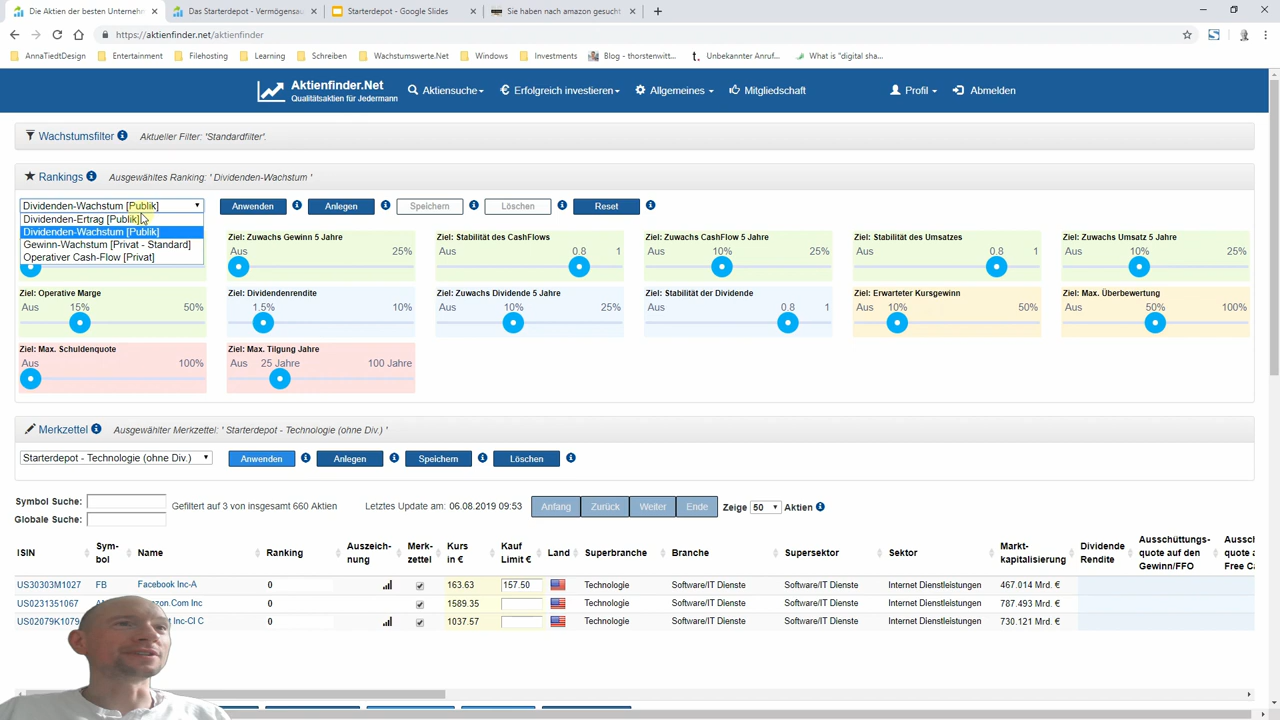 Die Aktien der besten Unternehm
Das Starterdepot - Vermögensau
Starterdepot - Google Slides
Sie haben nach amazon gesucht
https://aktienfinder.net/aktienfinder
AnnaTiedtDesign Entertainment Filehosting Learning Schreiben Wachstumswerte.Net Windows Investments Blog - thorstenwitt... Unbekannter Anruf... What is "digital sha...
Aktienfinder.Net
Qualitätsaktien für Jedermann
Aktiensuche Erfolgreich investieren Allgemeines Mitgliedschaft Profil Abmelden
Wachstumsfilter Aktueller Filter: 'Standardfilter'.
Rankings Ausgewähltes Ranking: ' Dividenden-Wachstum '
Dividenden-Wachstum [Publik] Anwenden Anlegen Speichern Löschen Reset
Dividenden-Ertrag [Publik]
Dividenden-Wachstum [Publik]
Gewinn-Wachstum [Privat - Standard]
Operativer Cash-Flow [Privat]
Ziel: Zuwachs Gewinn 5 Jahre Ziel: Stabilität des CashFlows Ziel: Zuwachs CashFlow 5 Jahre Ziel: Stabilität des Umsatzes Ziel: Zuwachs Umsatz 5 Jahre
Aus 25% Aus 0.8 1 Aus 10% 25% Aus 0.8 1 Aus 10% 25%
Ziel: Operative Marge Ziel: Dividendenrendite Ziel: Zuwachs Dividende 5 Jahre Ziel: Stabilität der Dividende Ziel: Erwarteter Kursgewinn Ziel: Max. Überbewertung
Aus 15% 50% Aus 1.5% 10% Aus 10% 25% Aus 0.8 1 Aus 10% 50% Aus 50% 100%
Ziel: Max. Schuldenquote Ziel: Max. Tilgung Jahre
Aus 100% Aus 25 Jahre 100 Jahre
Merkzettel Ausgewählter Merkzettel: ' Starterdepot - Technologie (ohne Div.) '
Starterdepot - Technologie (ohne Div.) Anwenden Anlegen Speichern Löschen
Symbol Suche: Gefiltert auf 3 von insgesamt 660 Aktien Letztes Update am: 06.08.2019 09:53 Anfang Zurück Weiter Ende Zeige 50 Aktien
Globale Suche:
ISIN Sym-bol Name Ranking Auszeich-nung Merk-zettel Kurs in € Kauf Limit € Land Superbranche Branche Supersektor Sektor Markt-kapitalisierung Dividende Rendite Ausschüttungs-quote auf den Gewinn/FFO Aussch quote a Free Ca
US30303M1027 FB Facebook Inc-A 0 163.63 157.50 Technologie Software/IT Dienste Software/IT Dienste Internet Dienstleistungen 467.014 Mrd. €
US0231351067 zon.Com Inc 0 1589.35 Technologie Software/IT Dienste Software/IT Dienste Internet Dienstleistungen 787.493 Mrd. €
US02079K1079 t Inc-Cl C 0 1037.57 Technologie Software/IT Dienste Software/IT Dienste Internet Dienstleistungen 730.121 Mrd. €